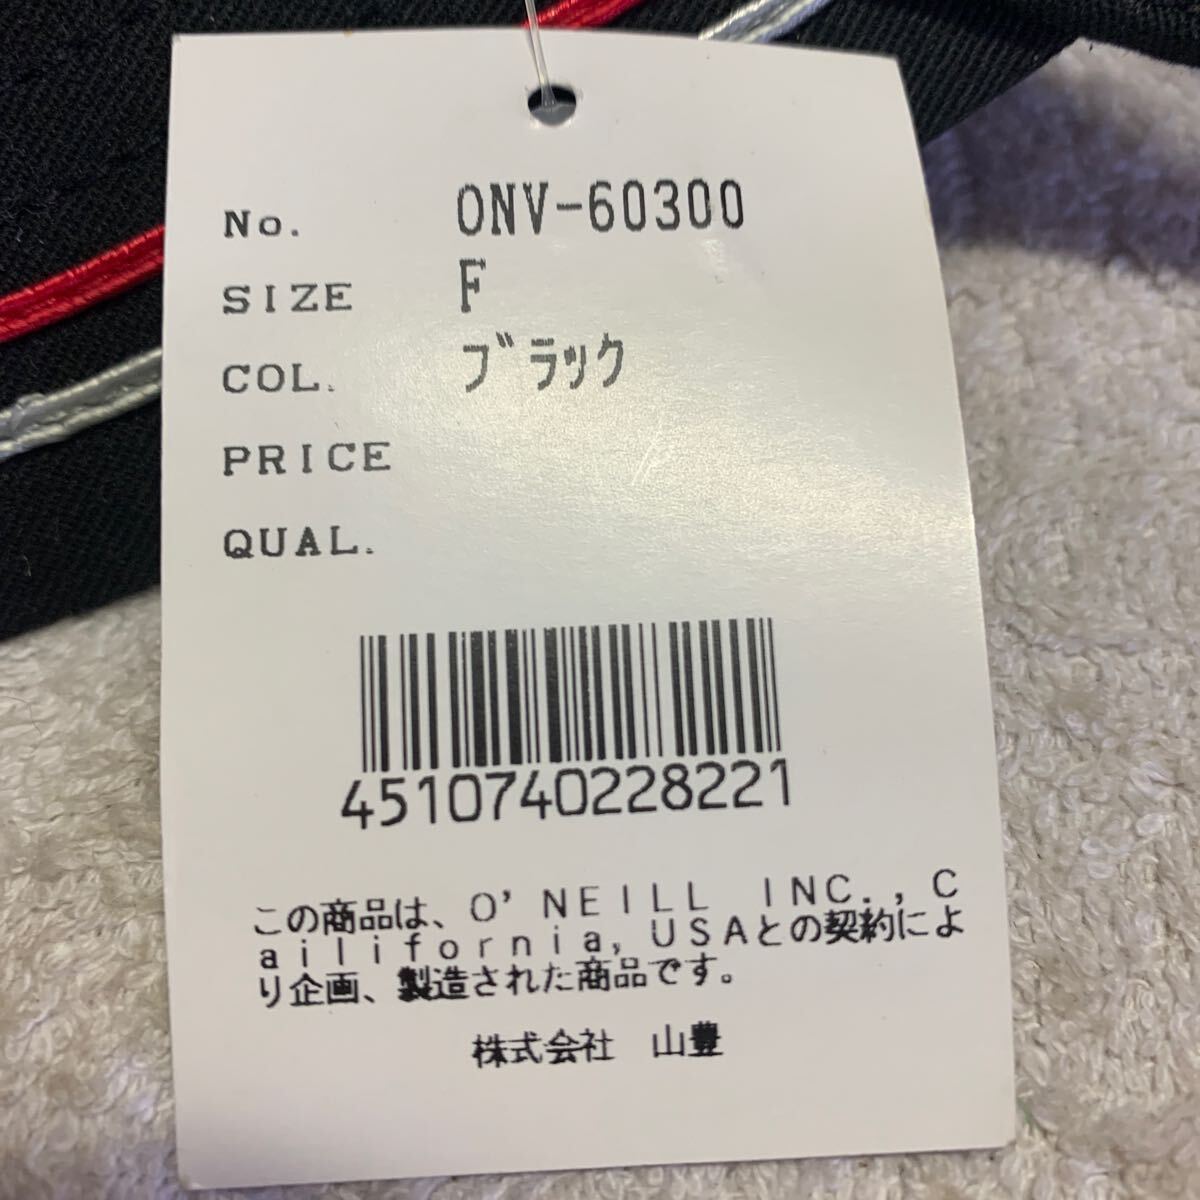 No. ONV-60300
SIZE F
COL. ブラック
PRICE
QUAL.
4510740228221
この商品は、O'NEILL INC.,C
ailifornia,USAとの契約によ
り企画、製造された商品です。
株式会社 山豊